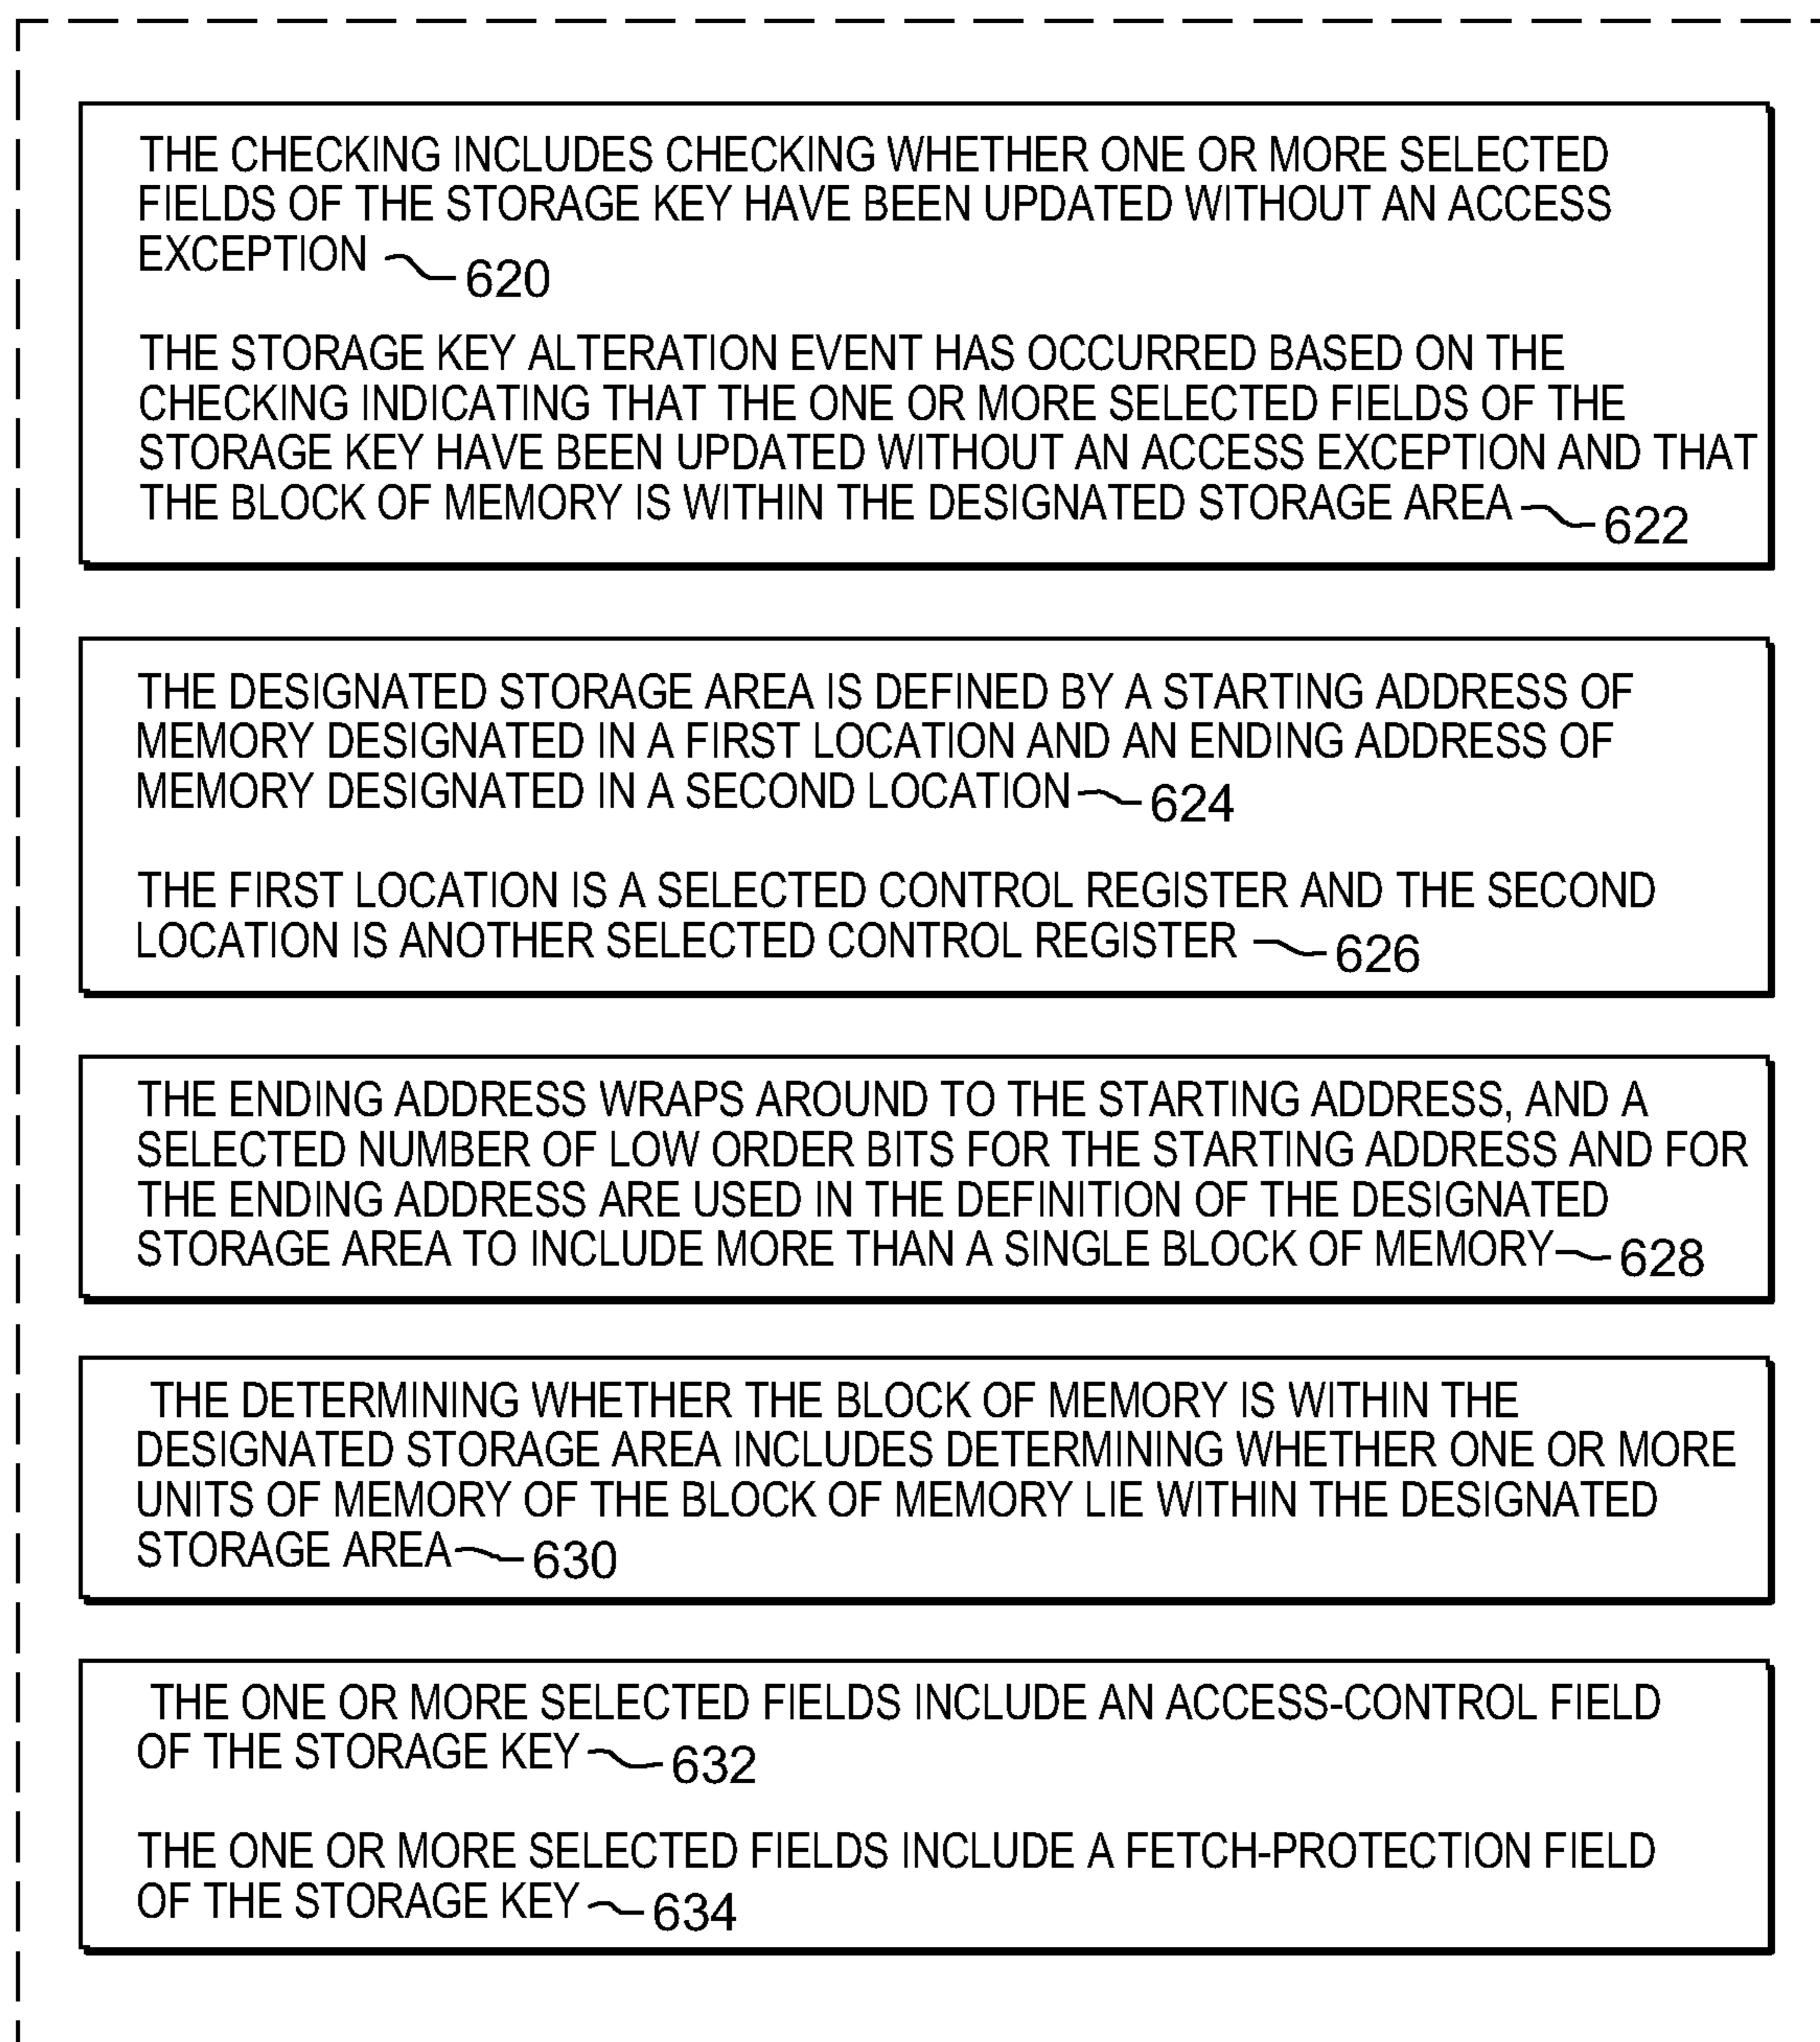 THE CHECKING INCLUDES CHECKING WHETHER ONE OR MORE SELECTED
FIELDS OF THE STORAGE KEY HAVE BEEN UPDATED WITHOUT AN ACCESS
EXCEPTION 620
THE STORAGE KEY ALTERATION EVENT HAS OCCURRED BASED ON THE
CHECKING INDICATING THAT THE ONE OR MORE SELECTED FIELDS OF THE
STORAGE KEY HAVE BEEN UPDATED WITHOUT AN ACCESS EXCEPTION AND THAT
THE BLOCK OF MEMORY IS WITHIN THE DESIGNATED STORAGE AREA 622
THE DESIGNATED STORAGE AREA IS DEFINED BY A STARTING ADDRESS OF
MEMORY DESIGNATED IN A FIRST LOCATION AND AN ENDING ADDRESS OF
MEMORY DESIGNATED IN A SECOND LOCATION 624
THE FIRST LOCATION IS A SELECTED CONTROL REGISTER AND THE SECOND
LOCATION IS ANOTHER SELECTED CONTROL REGISTER 626
THE ENDING ADDRESS WRAPS AROUND TO THE STARTING ADDRESS, AND A
SELECTED NUMBER OF LOW ORDER BITS FOR THE STARTING ADDRESS AND FOR
THE ENDING ADDRESS ARE USED IN THE DEFINITION OF THE DESIGNATED
STORAGE AREA TO INCLUDE MORE THAN A SINGLE BLOCK OF MEMORY 628
THE DETERMINING WHETHER THE BLOCK OF MEMORY IS WITHIN THE
DESIGNATED STORAGE AREA INCLUDES DETERMINING WHETHER ONE OR MORE
UNITS OF MEMORY OF THE BLOCK OF MEMORY LIE WITHIN THE DESIGNATED
STORAGE AREA 630
THE ONE OR MORE SELECTED FIELDS INCLUDE AN ACCESS-CONTROL FIELD
OF THE STORAGE KEY 632
THE ONE OR MORE SELECTED FIELDS INCLUDE A FETCH-PROTECTION FIELD
OF THE STORAGE KEY 634